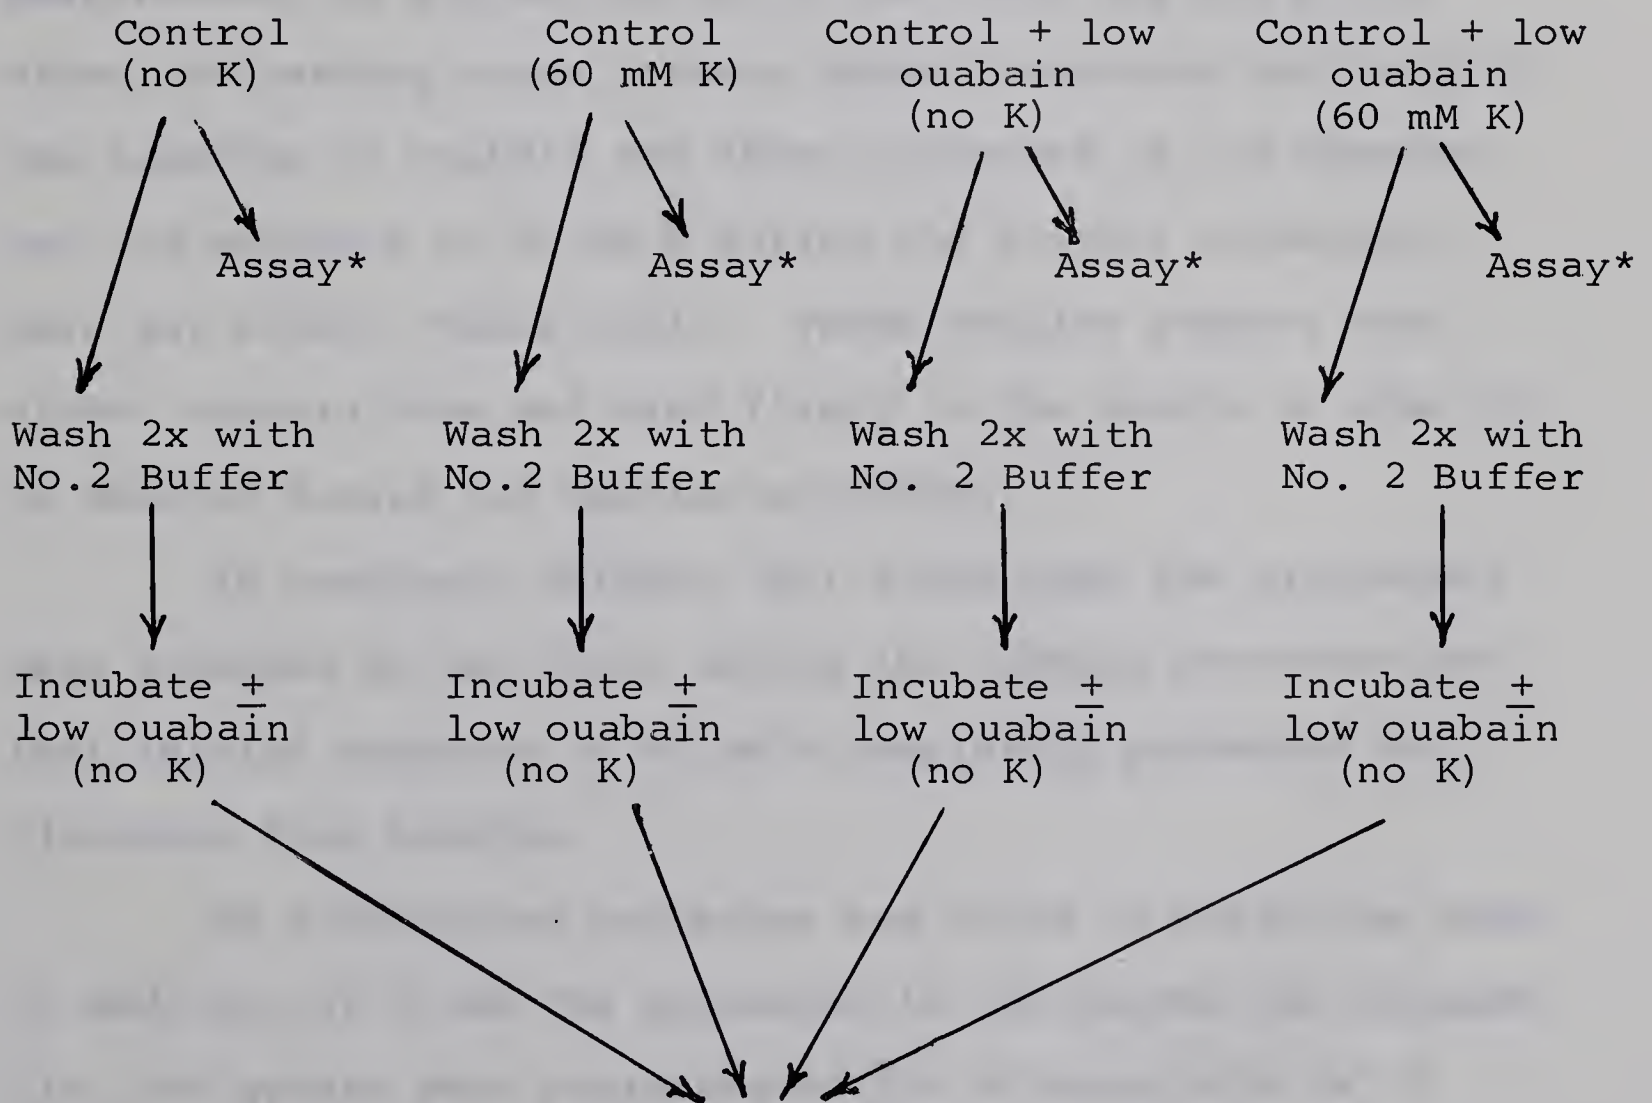 Control
(no K)
Control
(60 mM K)
Control + low
ouabain
(no K)
Control + low
ouabain
(60 mM K)
Assay*
Assay*
Assay*
Assay*
Wash 2x with
No.2 Buffer
Wash 2x with
No.2 Buffer
Wash 2x with
No. 2 Buffer
Wash 2x with
No. 2 Buffer
Incubate ±
low ouabain
(no K)
Incubate ±
low ouabain
(no K)
Incubate ±
low ouabain
(no K)
Incubate ±
low ouabain
(no K)